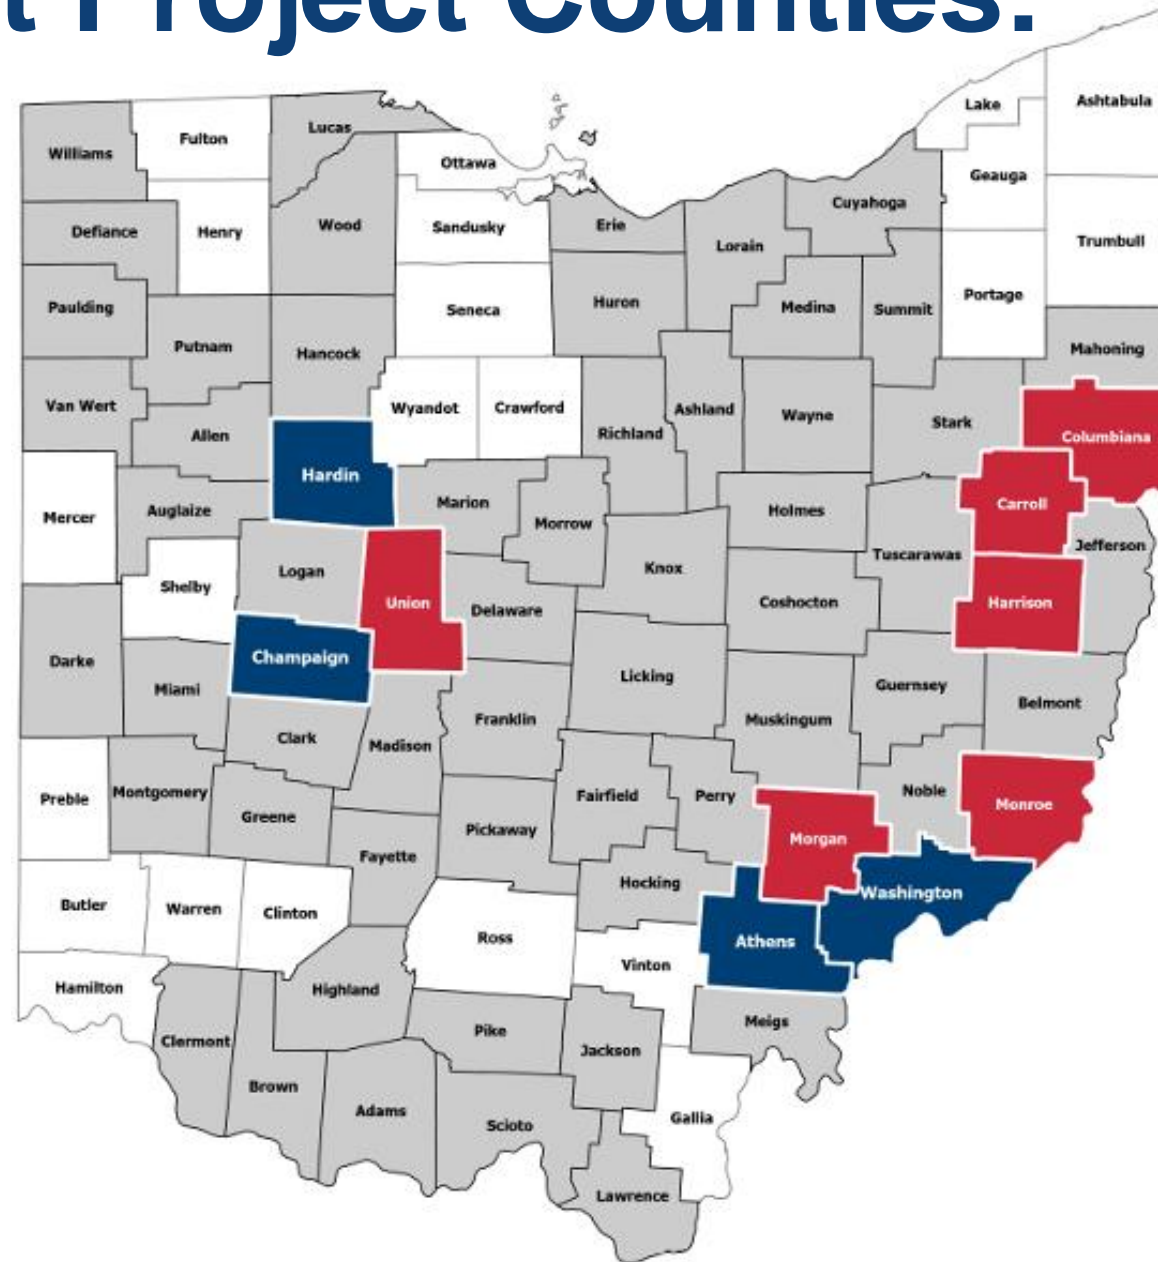 t Project Counties:
Lake
Ashtabula
Fulton
Lucas
Williams
Ottawa
Geauga
Cuyahoga
Erie
Wood
Sandusky
Defiance
Henry
Lorain
Trumbull
Portage
Huron
Paulding
Medina
Summit
Seneca
Putnam
Hancock
Mahoning
Van Wert
Wyandot
Crawford
Ashland
Wayne
Stark
Allen
Richland
Columbiana
Hardin
Marion
Carroll
Auglaize
Holmes
Mercer
Morrow
Jefferson
Tuscarawas
Logan
Knox
Shelby
Union
Delaware
Coshocton
Harrison
Champaign
Darke
Licking
Miami
Guernsey
Belmont
Franklin
Muskingum
Clark
Madison
Noble
Montgomery
Preble
Fairfield
Perry
Monroe
Greene
Pickaway
Morgan
Fayette
Hocking
Washington
Butler
Warren
Clinton
Ross
Athens
Vinton
Hamilton
Highland
Meigs
Pike
Clermont
Jackson
Brown
Adams
Scioto
Gallia
Lawrence